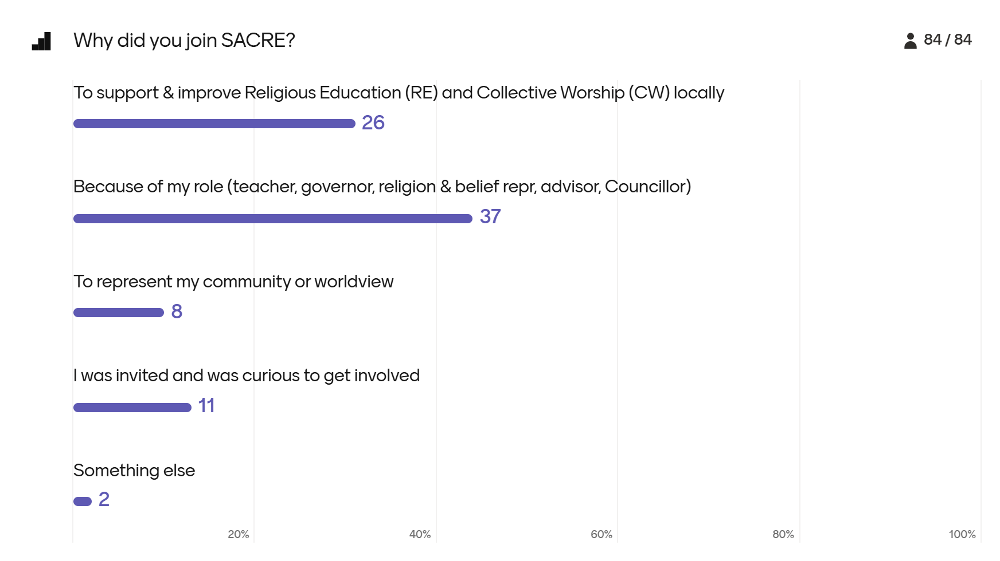 Why did you join SACRE?
84 / 84
To support & improve Religious Education (RE) and Collective Worship (CW) locally
26
Because of my role (teacher, governor, religion & belief repr, advisor, Councillor)
37
To represent my community or worldview
8
I was invited and was curious to get involved
11
Something else
2
20% 40% 60% 80% 100%